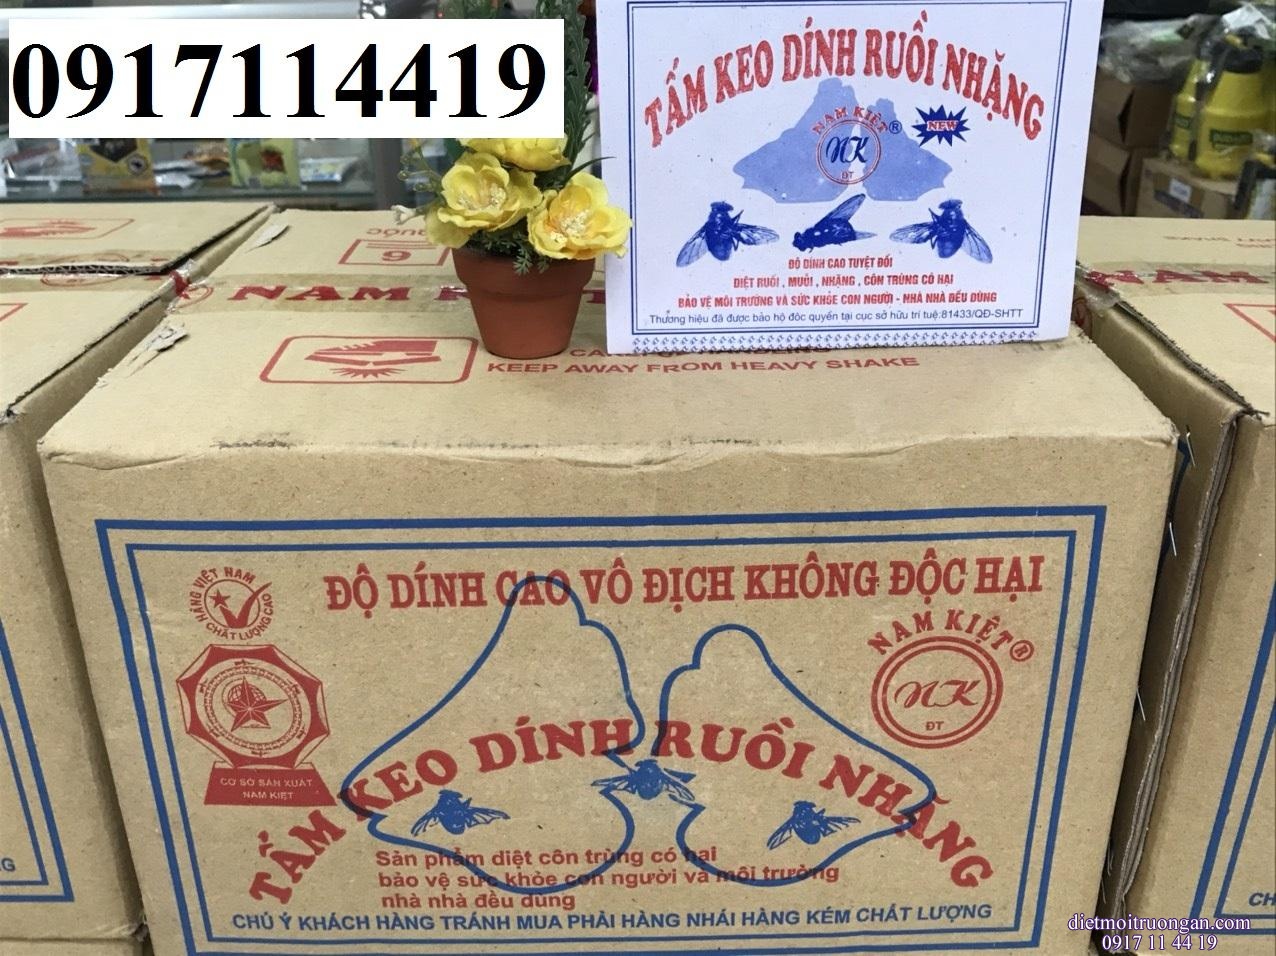 0917114419
TẤM KEO DÍNH RUỒI NHẶNG
NAM KIỆT®
NK
ĐT
NEW
ĐỘ DÍNH CAO TUYỆT ĐỐI
DIỆT RUỒI , MUỖI , NHẶNG , CÔN TRÙNG CÓ HẠI
BẢO VỆ MÔI TRƯỜNG VÀ SỨC KHỎE CON NGƯỜI - NHÀ NHÀ ĐỀU DÙNG
Thương hiệu đã được bảo hộ độc quyền tại cục sở hữu trí tuệ:81433/QĐ-SHTT
NAM K
KEEP AWAY FROM HEAVY SHAKE
NAM
ĐỘ DÍNH CAO VÔ ĐỊCH KHÔNG ĐỘC HẠI
HÀNG VIỆT NAM
CHẤT LƯỢNG CAO
NAM KIỆT®
NK
ĐT
CƠ SỞ SẢN XUẤT
NAM KIỆT
TẤM KEO DÍNH RUỒI NHẶNG
Sản phẩm diệt côn trùng có hại
bảo vệ sức khỏe con người và môi trường
nhà nhà đều dùng
CHÚ Ý KHÁCH HÀNG TRÁNH MUA PHẢI HÀNG NHÁI HÀNG KÉM CHẤT LƯỢNG
dietmoitruongan.com
0917 11 44 19